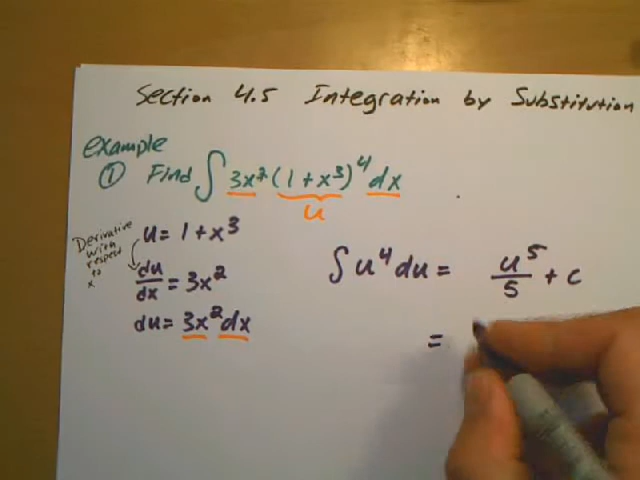 Section 4.5 Integration by Substitution
Example
① Find ∫ 3x² (1 + x³)⁴ dx
u
Derivative with respect to x
u = 1 + x³
du/dx = 3x²
du = 3x² dx
∫ u⁴ du = u⁵/5 + c
=